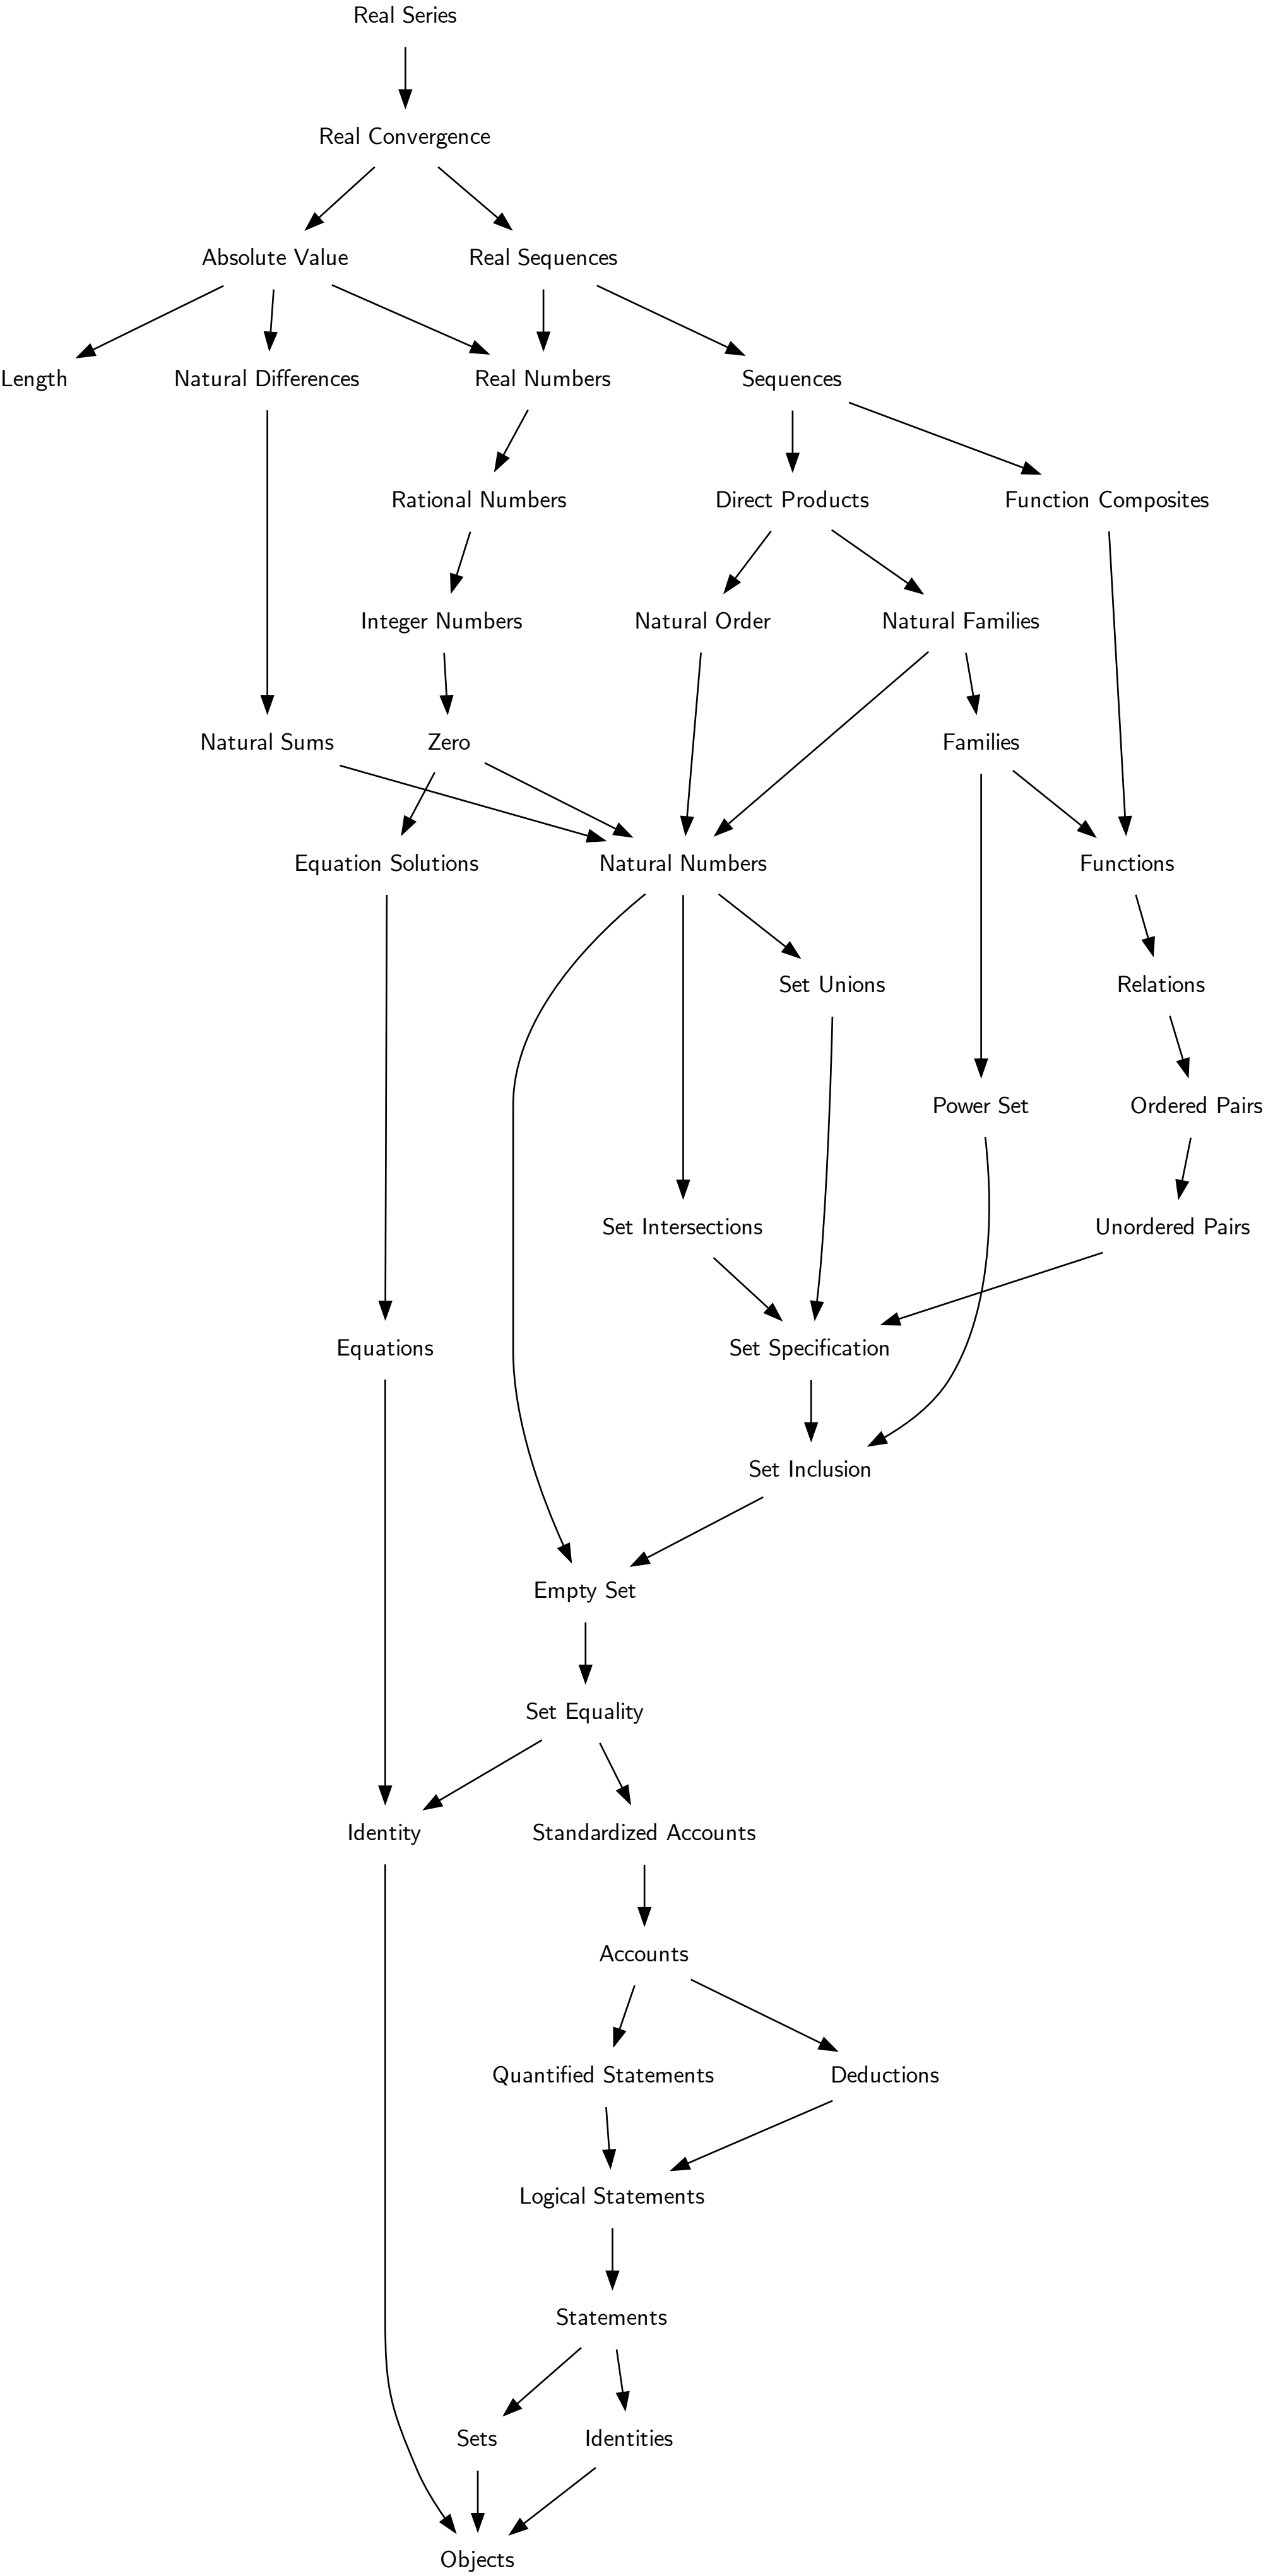 Real Series
Real Convergence
Absolute Value
Real Sequences
Length
Natural Differences
Real Numbers
Sequences
Rational Numbers
Direct Products
Function Composites
Integer Numbers
Natural Order
Natural Families
Natural Sums
Zero
Families
Equation Solutions
Natural Numbers
Functions
Set Unions
Relations
Power Set
Ordered Pairs
Set Intersections
Unordered Pairs
Equations
Set Specification
Set Inclusion
Empty Set
Set Equality
Identity
Standardized Accounts
Accounts
Quantified Statements
Deductions
Logical Statements
Statements
Sets
Identities
Objects